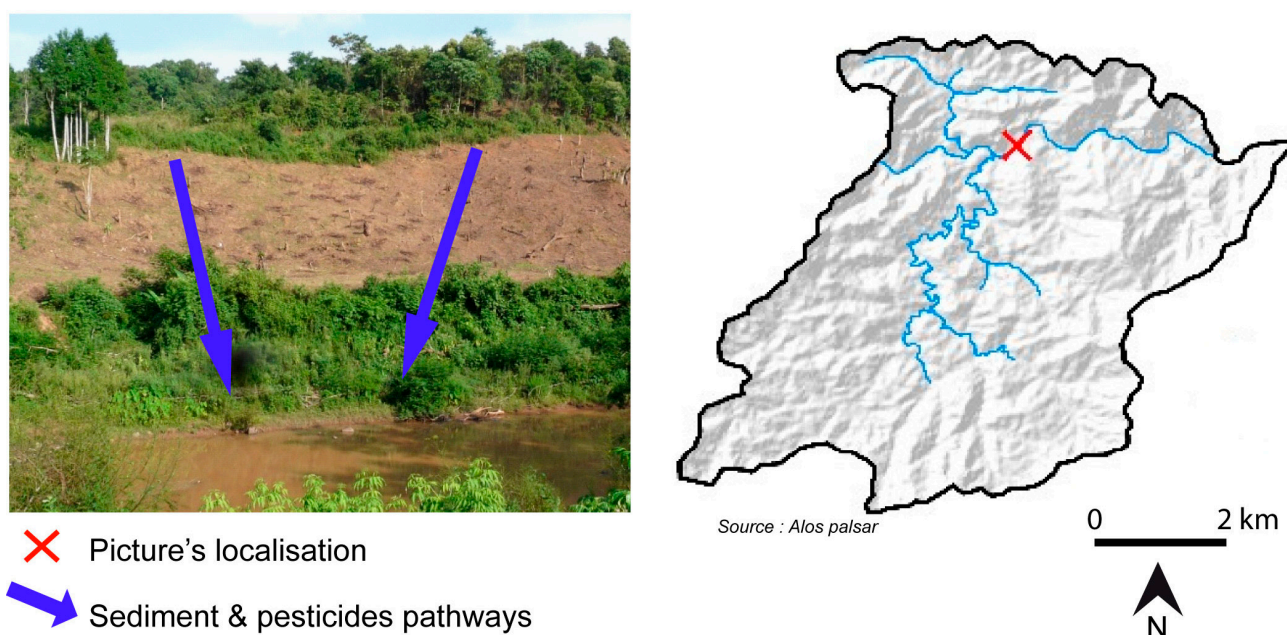 Source : Alos palsar
0 2 km
N
Picture's localisation
Sediment & pesticides pathways